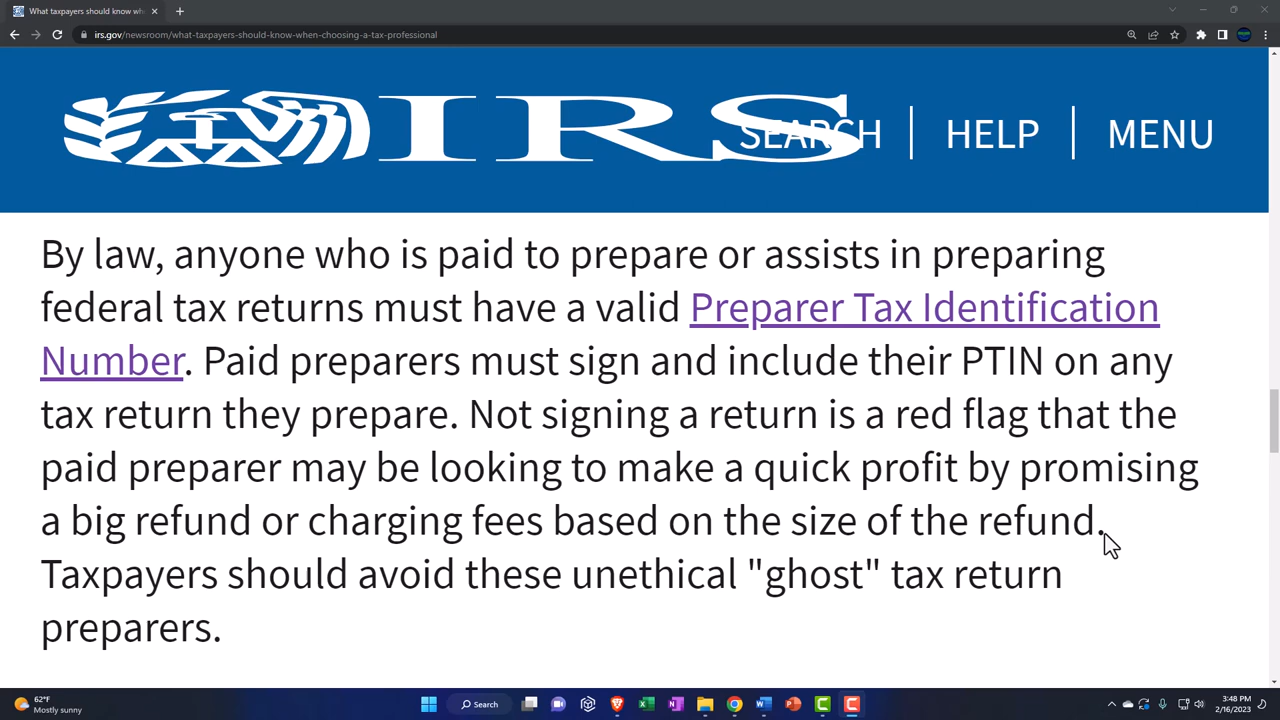 What taxpayers should know wh
irs.gov/newsroom/what-taxpayers-should-know-when-choosing-a-tax-professional
IRS
SEARCH HELP MENU
By law, anyone who is paid to prepare or assists in preparing
federal tax returns must have a valid Preparer Tax Identification
Number. Paid preparers must sign and include their PTIN on any
tax return they prepare. Not signing a return is a red flag that the
paid preparer may be looking to make a quick profit by promising
a big refund or charging fees based on the size of the refund.
Taxpayers should avoid these unethical "ghost" tax return
preparers.
62°F
Mostly sunny
Search
3:48 PM
2/16/2023